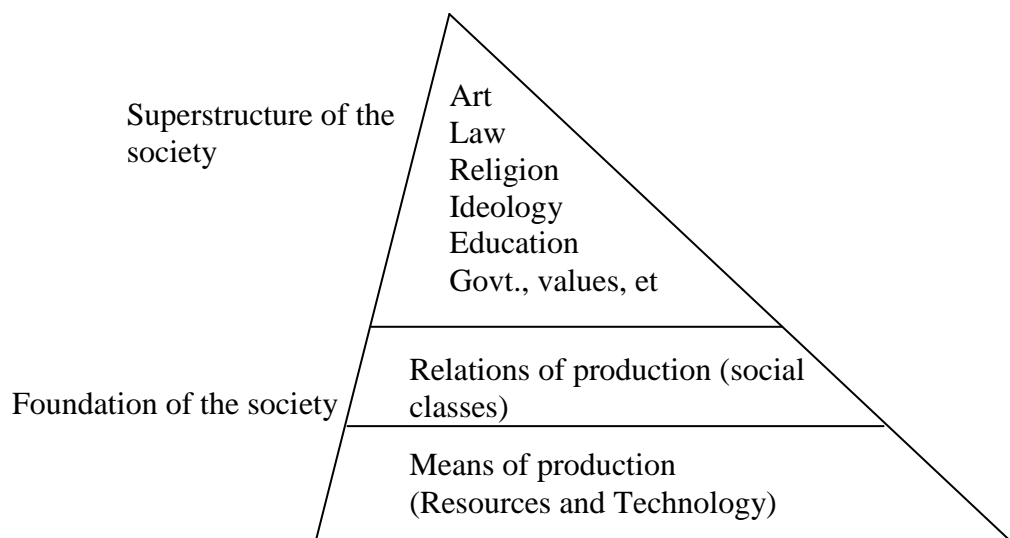 Superstructure of the
society
Art
Law
Religion
Ideology
Education
Govt., values, et
Foundation of the society
Relations of production (social
classes)
Means of production
(Resources and Technology)